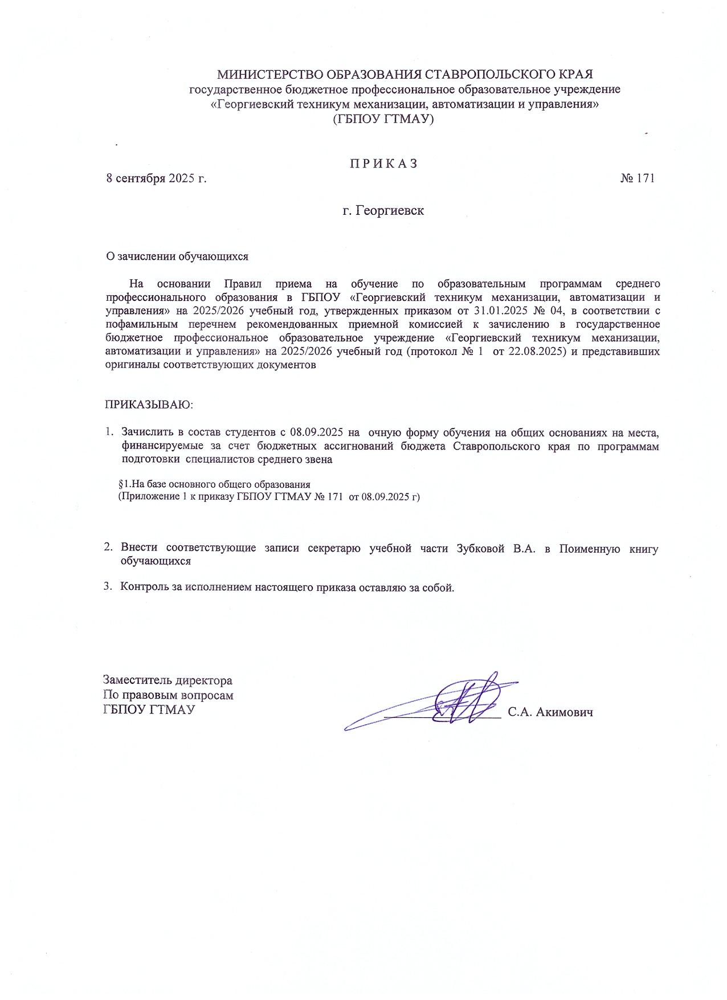 МИНИСТЕРСТВО ОБРАЗОВАНИЯ СТАВРОПОЛЬСКОГО КРАЯ
государственное бюджетное профессиональное образовательное учреждение
«Георгиевский техникум механизации, автоматизации и управления»
(ГБПОУ ГТМАУ)
П Р И К А З
8 сентября 2025 г. № 171
г. Георгиевск
О зачислении обучающихся
На основании Правил приема на обучение по образовательным программам среднего
профессионального образования в ГБПОУ «Георгиевский техникум механизации, автоматизации и
управления» на 2025/2026 учебный год, утвержденных приказом от 31.01.2025 № 04, в соответствии с
пофамильным перечнем рекомендованных приемной комиссией к зачислению в государственное
бюджетное профессиональное образовательное учреждение «Георгиевский техникум механизации,
автоматизации и управления» на 2025/2026 учебный год (протокол № 1 от 22.08.2025) и представивших
оригиналы соответствующих документов
ПРИКАЗЫВАЮ:
1. Зачислить в состав студентов с 08.09.2025 на очную форму обучения на общих основаниях на места,
финансируемые за счет бюджетных ассигнований бюджета Ставропольского края по программам
подготовки специалистов среднего звена
§1.На базе основного общего образования
(Приложение 1 к приказу ГБПОУ ГТМАУ № 171 от 08.09.2025 г)
2. Внести соответствующие записи секретарю учебной части Зубковой В.А. в Поименную книгу
обучающихся
3. Контроль за исполнением настоящего приказа оставляю за собой.
Заместитель директора
По правовым вопросам
ГБПОУ ГТМАУ
С.А. Акимович